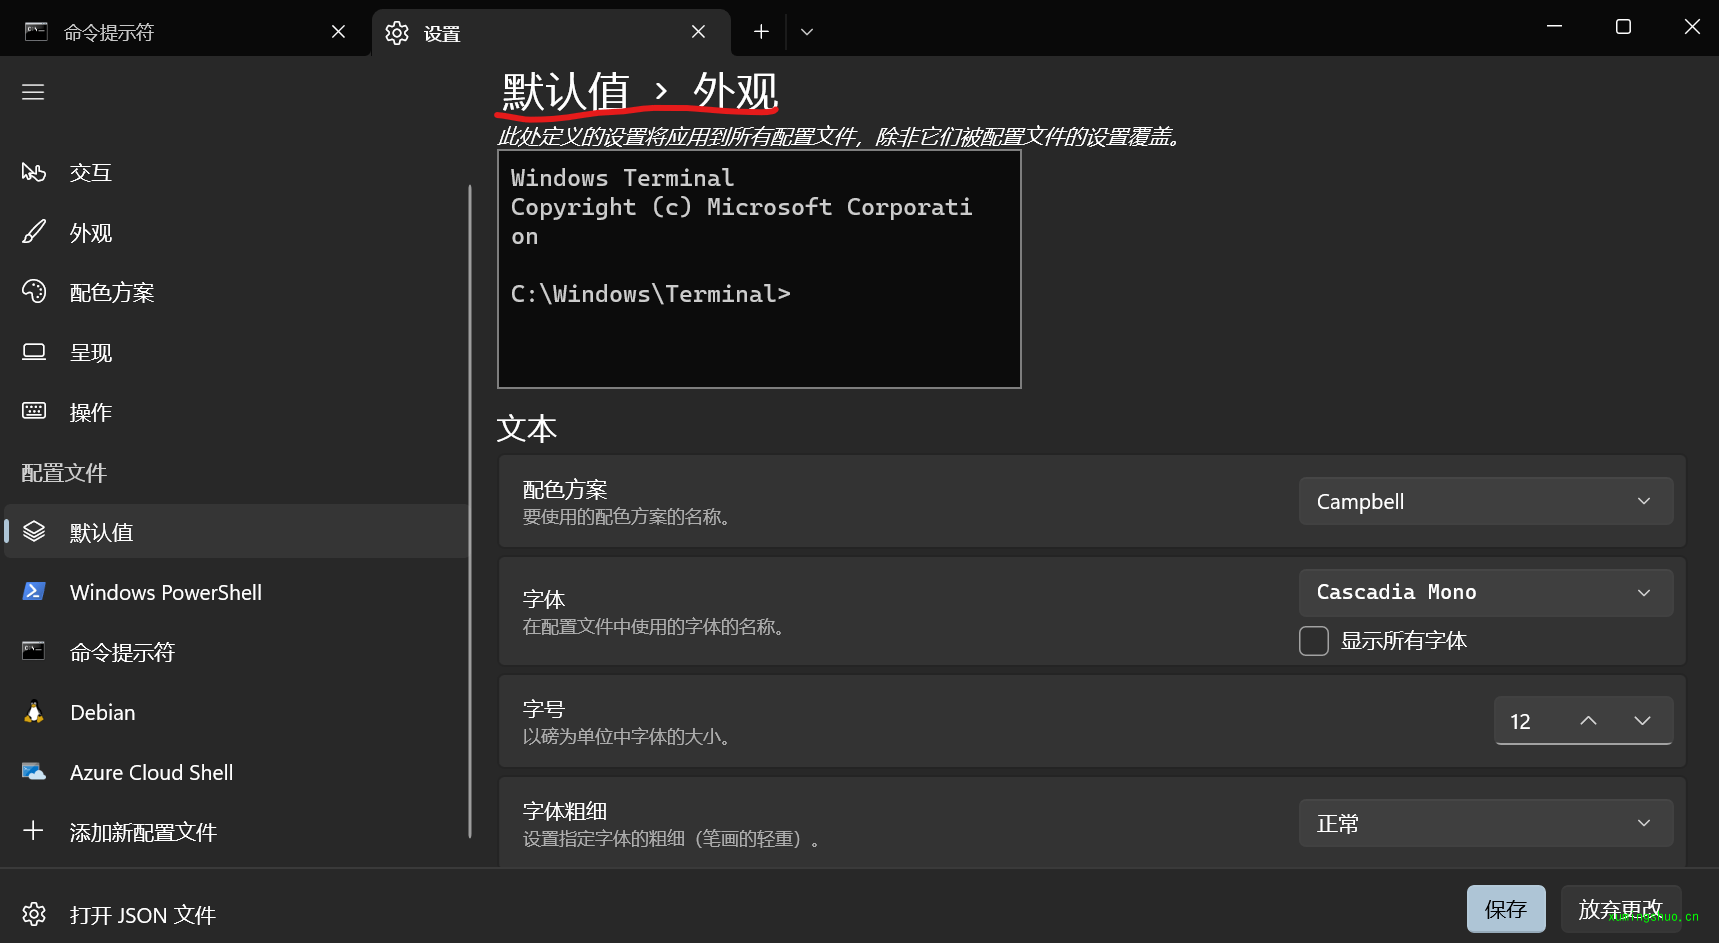 命令提示符
设置
默认值 › 外观
此处定义的设置将应用到所有配置文件，除非它们被配置文件的设置覆盖。
Windows Terminal
Copyright (c) Microsoft Corporati
on
C:\Windows\Terminal>
交互
外观
配色方案
呈现
操作
配置文件
默认值
Windows PowerShell
命令提示符
Debian
Azure Cloud Shell
添加新配置文件
打开 JSON 文件
文本
配色方案
要使用的配色方案的名称。
Campbell
字体
在配置文件中使用的字体的名称。
Cascadia Mono
显示所有字体
字号
以磅为单位中字体的大小。
12
字体粗细
设置指定字体的粗细（笔画的轻重）。
正常
保存
放弃更改